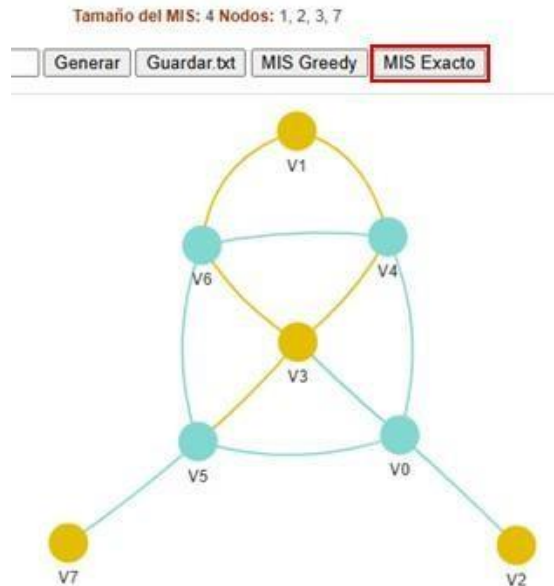 Tamaño del MIS: 4 Nodos: 1, 2, 3, 7
Generar Guardar.txt MIS Greedy MIS Exacto
V1
V6 V4
V3
V5 V0
V7 V2